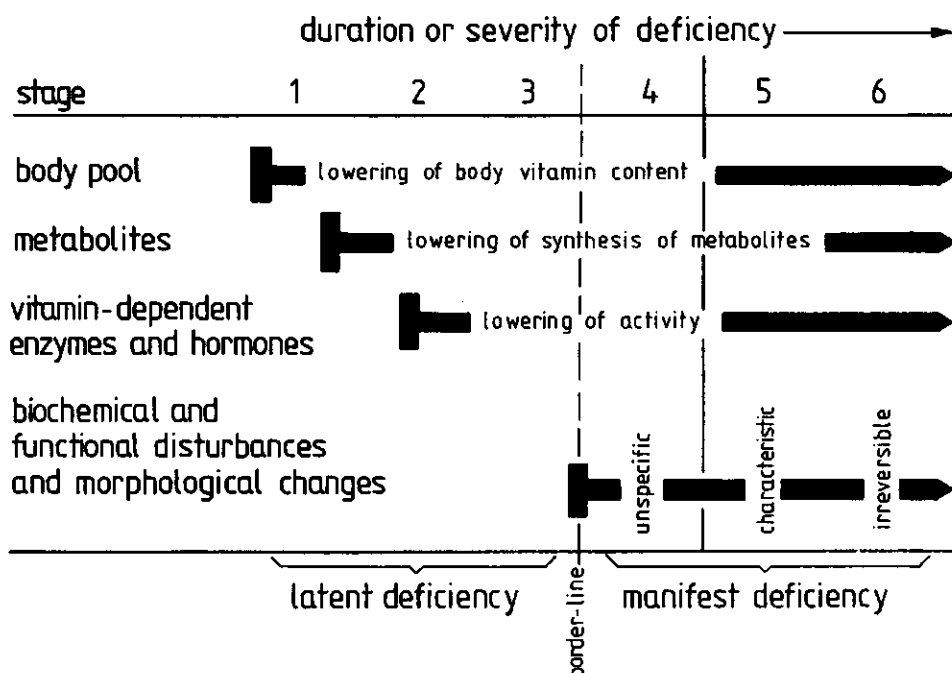 duration or severity of deficiency
stage 1 2 3 4 5 6
body pool
lowering of body vitamin content
metabolites
lowering of synthesis of metabolites
vitamin-dependent
enzymes and hormones
lowering of activity
biochemical and
functional disturbances
and morphological changes
unspecific
characteristic
irreversible
latent deficiency
border-line
manifest deficiency